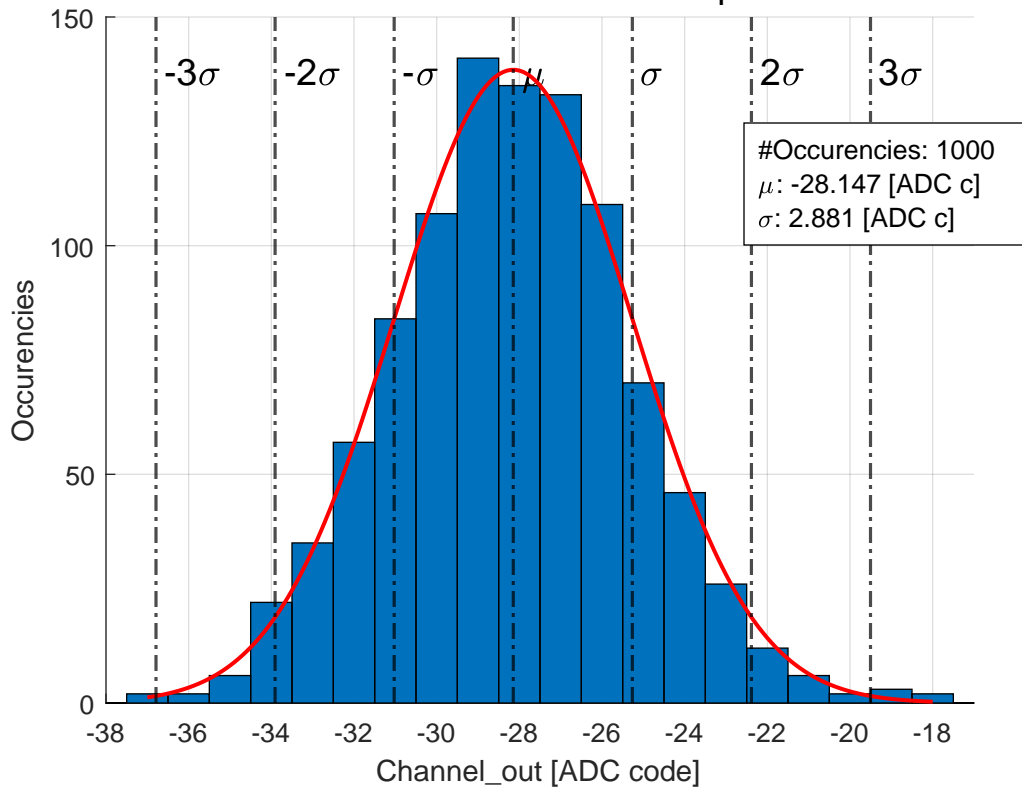 150
100
50
0
-3σ
-2σ
-σ
μ
σ
2σ
3σ
#Occurencies: 1000
μ: -28.147 [ADC c]
σ: 2.881 [ADC c]
Occurencies
-38 -36 -34 -32 -30 -28 -26 -24 -22 -20 -18
Channel_out [ADC code]